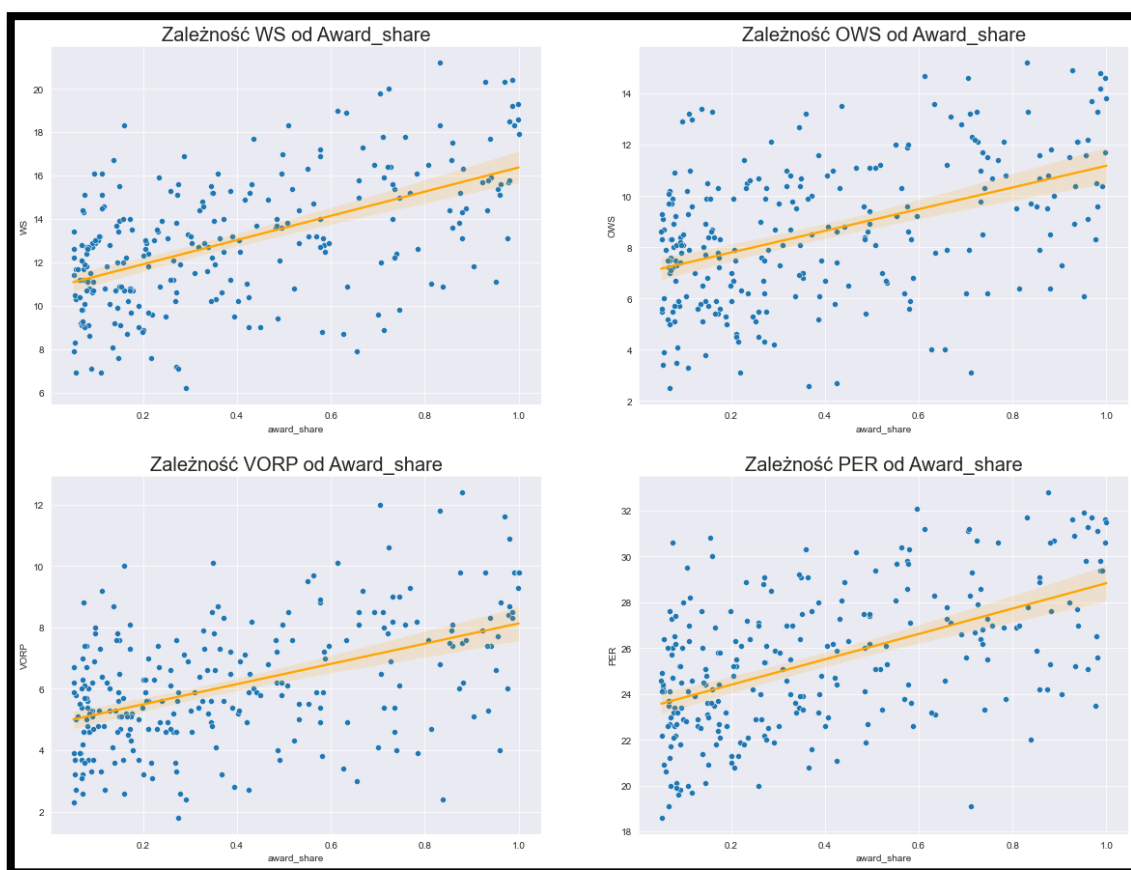 Zależność WS od Award_share
20
18
16
14
12
10
8
6
WS
0.2 0.4 0.6 0.8 1.0
award_share
Zależność OWS od Award_share
14
12
10
8
6
4
2
OWS
0.2 0.4 0.6 0.8 1.0
award_share
Zależność VORP od Award_share
12
10
8
6
4
2
VORP
0.2 0.4 0.6 0.8 1.0
award_share
Zależność PER od Award_share
32
30
28
26
24
22
20
18
PER
0.2 0.4 0.6 0.8 1.0
award_share